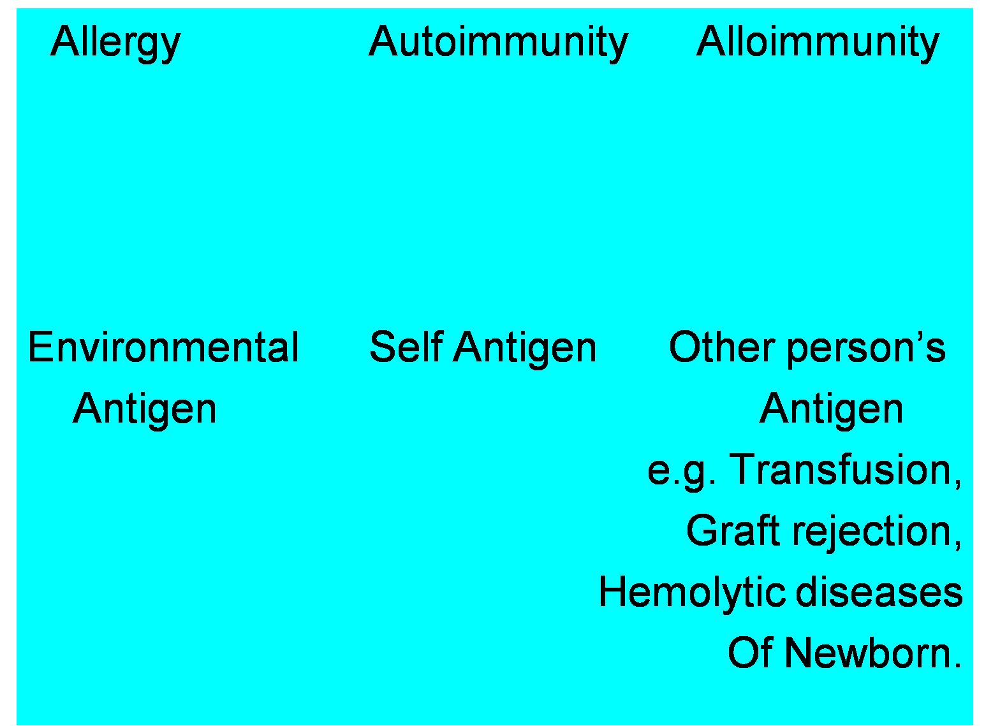 Allergy Autoimmunity Alloimmunity
Environmental Self Antigen Other person’s
Antigen Antigen
e.g. Transfusion,
Graft rejection,
Hemolytic diseases
Of Newborn.